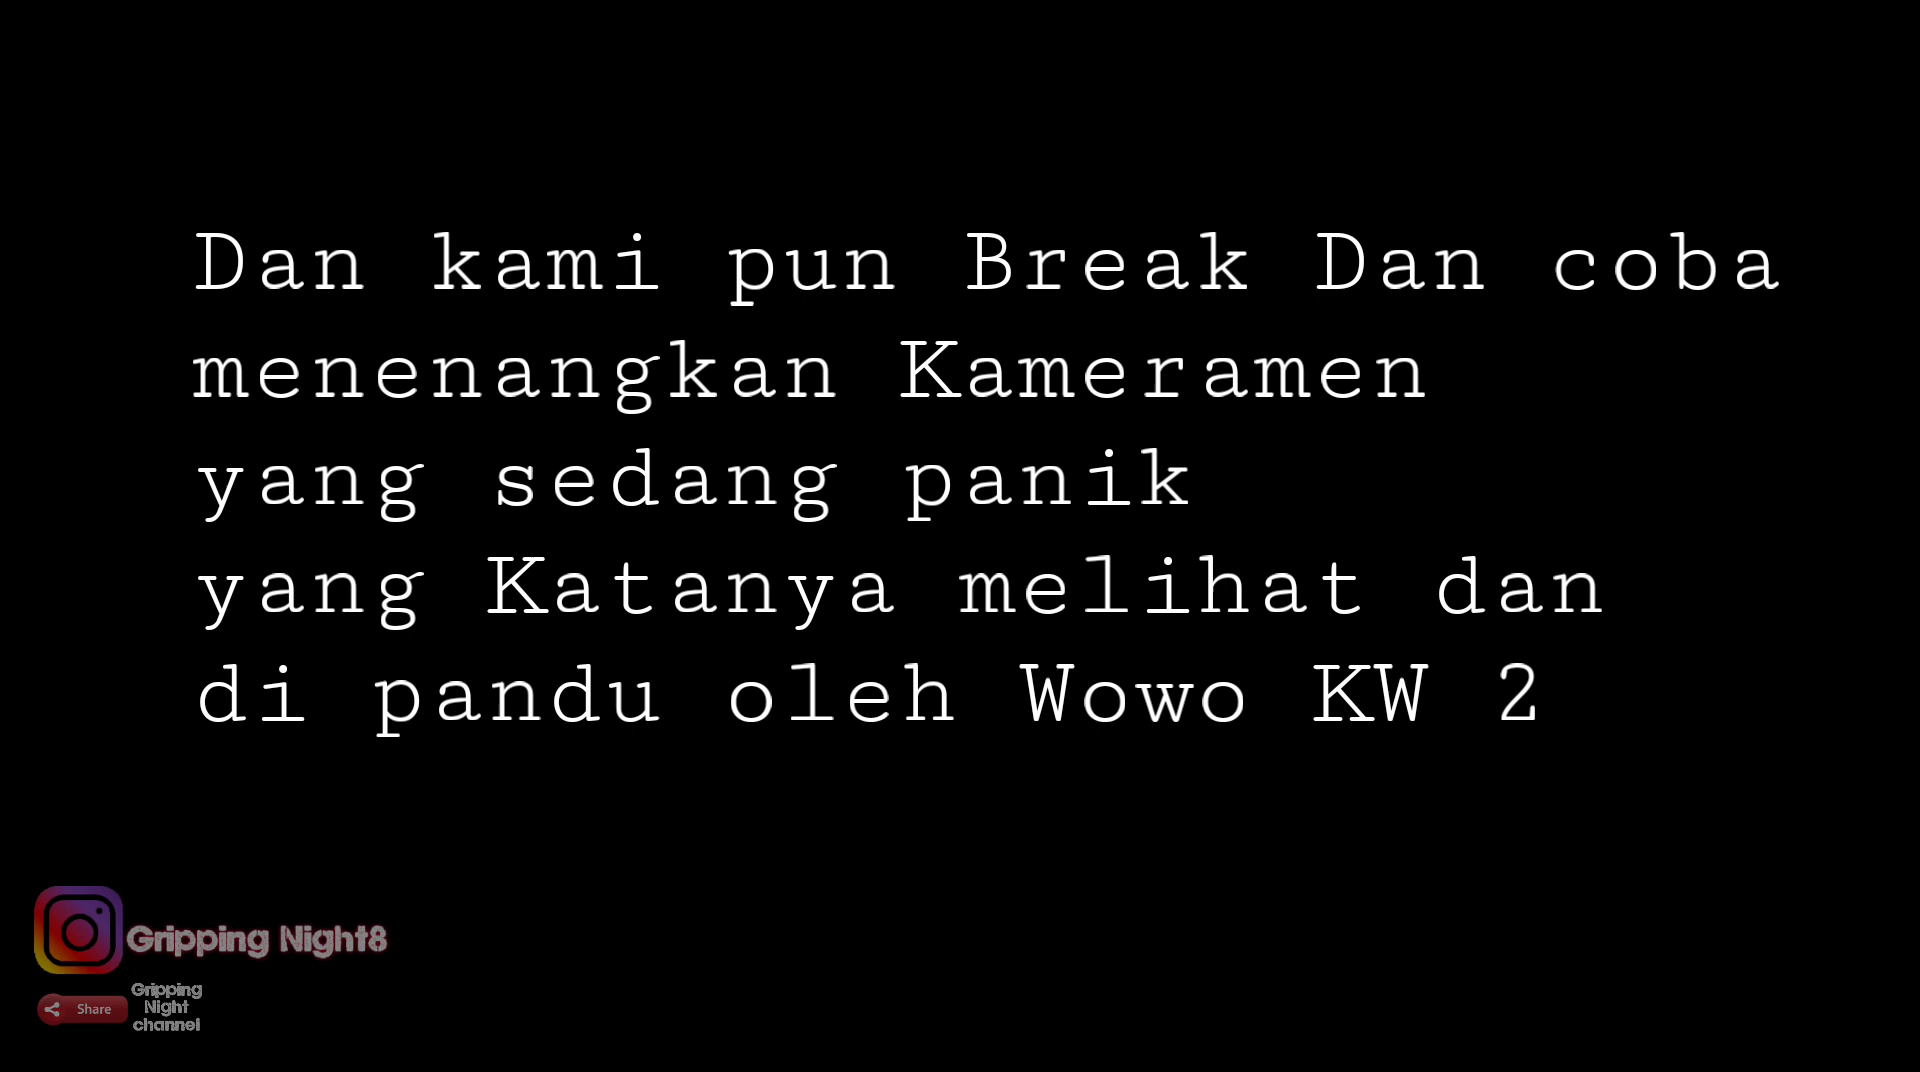 Dan kami pun Break Dan coba
menenangkan Kameramen
yang sedang panik
yang Katanya melihat dan
di pandu oleh Wowo KW 2
Gripping Night8
Share
Gripping
Night
channel